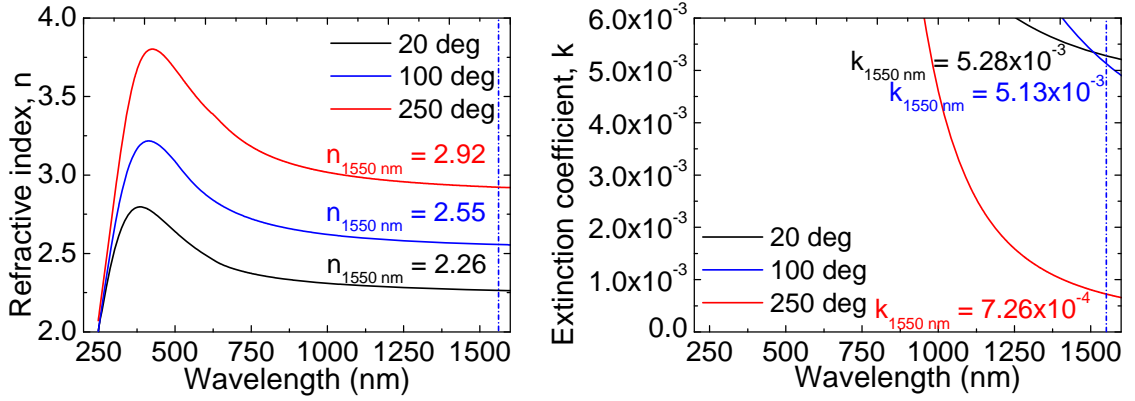 Refractive index, n
4.0
3.5
3.0
2.5
2.0
20 deg
100 deg
250 deg
n1550 nm = 2.92
n1550 nm = 2.55
n1550 nm = 2.26
250 500 750 1000 1250 1500
Wavelength (nm)
Extinction coefficient, k
6.0x10-3
5.0x10-3
4.0x10-3
3.0x10-3
2.0x10-3
1.0x10-3
0.0
k1550 nm = 5.28x10-3
k1550 nm = 5.13x10-3
20 deg
100 deg
250 deg
k1550 nm = 7.26x10-4
250 500 750 1000 1250 1500
Wavelength (nm)